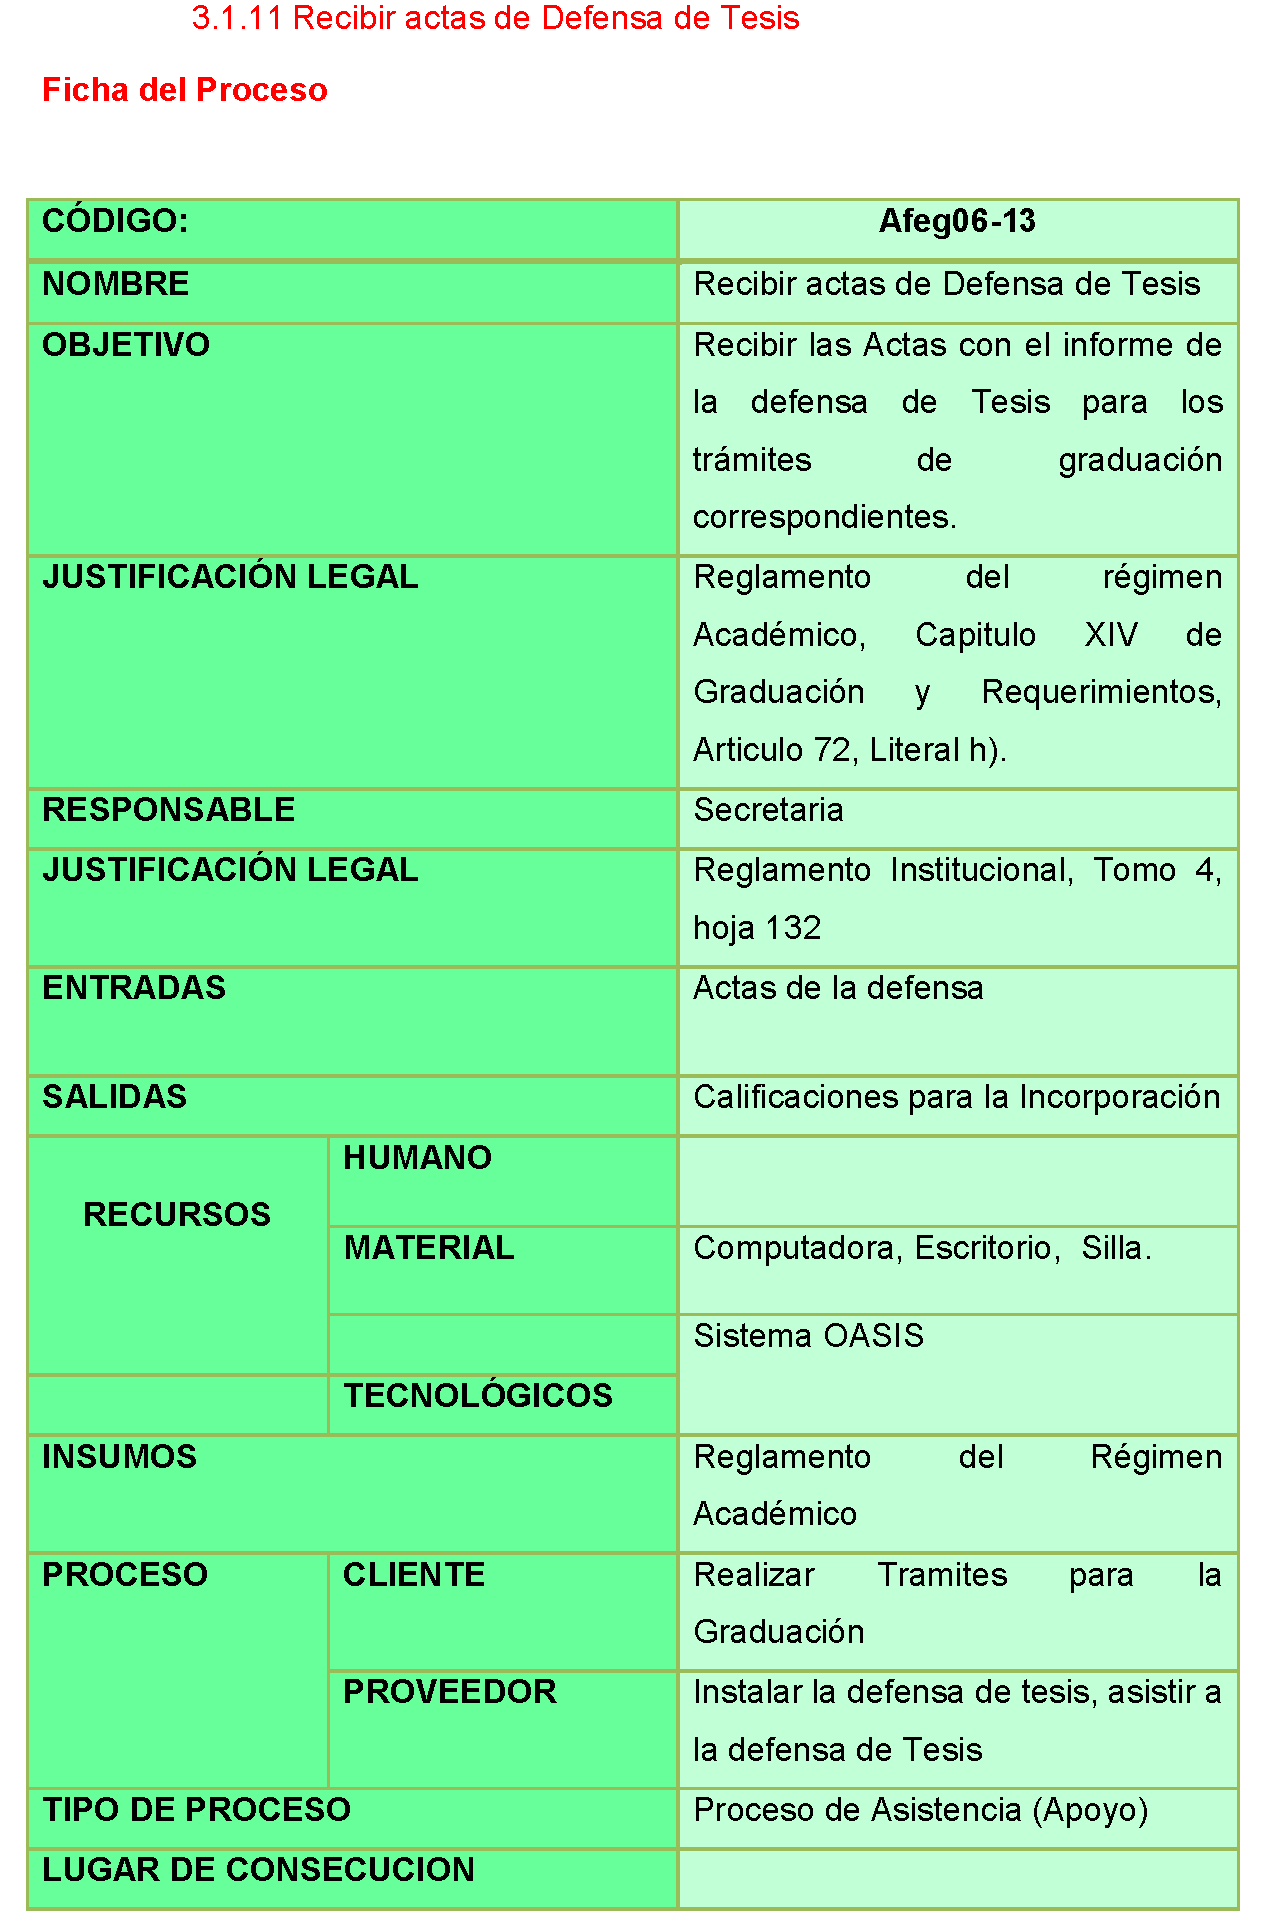 3.1.11 Recibir actas de Defensa de Tesis
Ficha del Proceso
CÓDIGO: Afeg06-13
NOMBRE Recibir actas de Defensa de Tesis
OBJETIVO Recibir las Actas con el informe de
la defensa de Tesis para los
trámites de graduación
correspondientes.
JUSTIFICACIÓN LEGAL Reglamento del régimen
Académico, Capitulo XIV de
Graduación y Requerimientos,
Articulo 72, Literal h).
RESPONSABLE Secretaria
JUSTIFICACIÓN LEGAL Reglamento Institucional, Tomo 4,
hoja 132
ENTRADAS Actas de la defensa
SALIDAS Calificaciones para la Incorporación
HUMANO
RECURSOS
MATERIAL Computadora, Escritorio, Silla.
Sistema OASIS
TECNOLÓGICOS
INSUMOS Reglamento del Régimen
Académico
PROCESO CLIENTE Realizar Tramites para la
Graduación
PROVEEDOR Instalar la defensa de tesis, asistir a
la defensa de Tesis
TIPO DE PROCESO Proceso de Asistencia (Apoyo)
LUGAR DE CONSECUCION